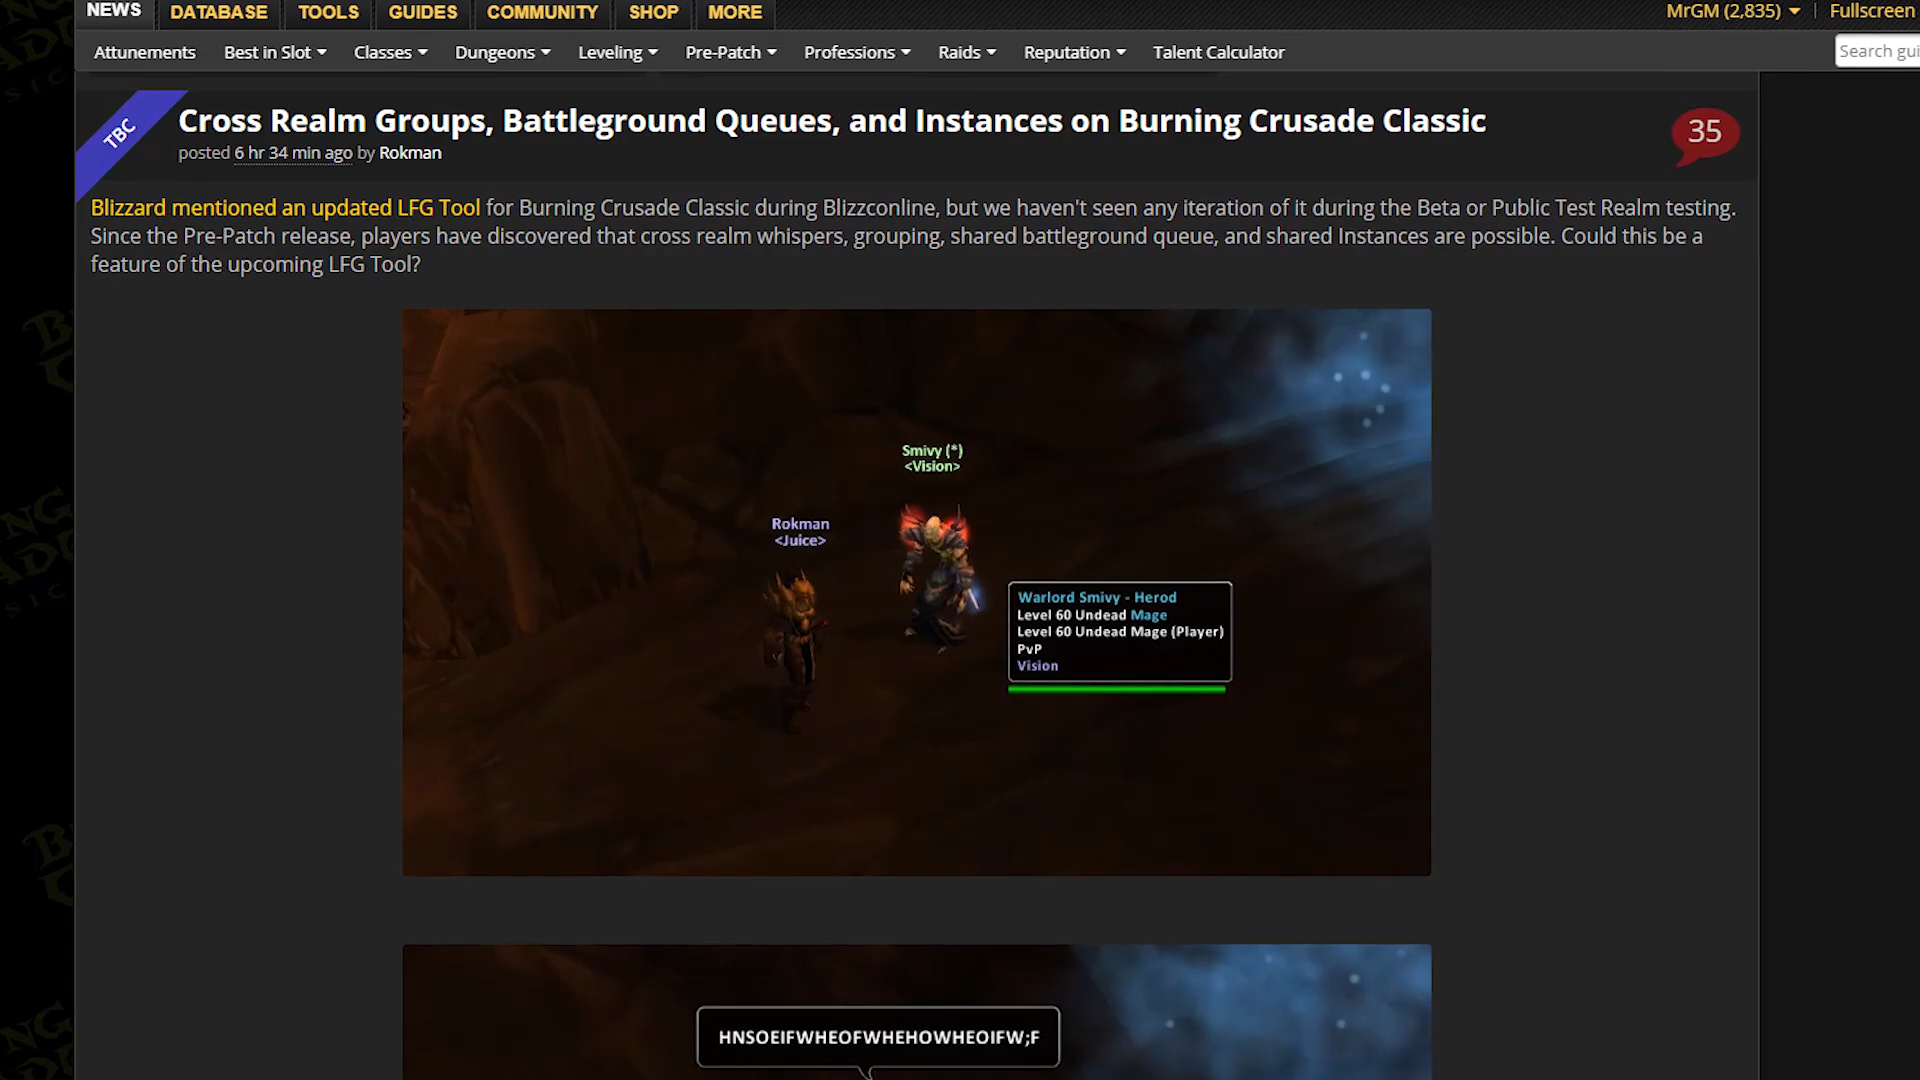 NEWS DATABASE TOOLS GUIDES COMMUNITY SHOP MORE MrGM (2,835) Fullscreen
Attunements Best in Slot Classes Dungeons Leveling Pre-Patch Professions Raids Reputation Talent Calculator Search gui
TBC
Cross Realm Groups, Battleground Queues, and Instances on Burning Crusade Classic
35
posted 6 hr 34 min ago by Rokman
Blizzard mentioned an updated LFG Tool for Burning Crusade Classic during Blizzconline, but we haven't seen any iteration of it during the Beta or Public Test Realm testing.
Since the Pre-Patch release, players have discovered that cross realm whispers, grouping, shared battleground queue, and shared Instances are possible. Could this be a
feature of the upcoming LFG Tool?
Smivy (*)
<Vision>
Rokman
<Juice>
Warlord Smivy - Herod
Level 60 Undead Mage
Level 60 Undead Mage (Player)
PvP
Vision
HNSOEIFWHEOFWHEHOWHEOIFW;F